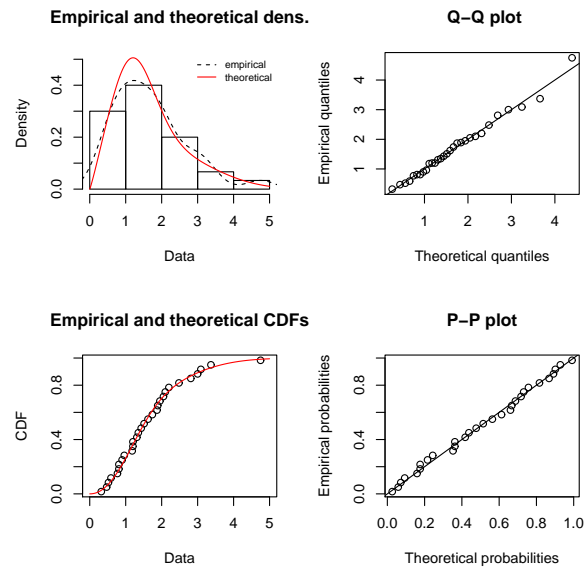 Empirical and theoretical dens.
Density
0.0 0.2 0.4
empirical
theoretical
0 1 2 3 4 5
Data
Q−Q plot
Empirical quantiles
1 2 3 4
1 2 3 4
Theoretical quantiles
Empirical and theoretical CDFs
CDF
0.0 0.4 0.8
0 1 2 3 4 5
Data
P−P plot
Empirical probabilities
0.0 0.4 0.8
0.0 0.2 0.4 0.6 0.8 1.0
Theoretical probabilities